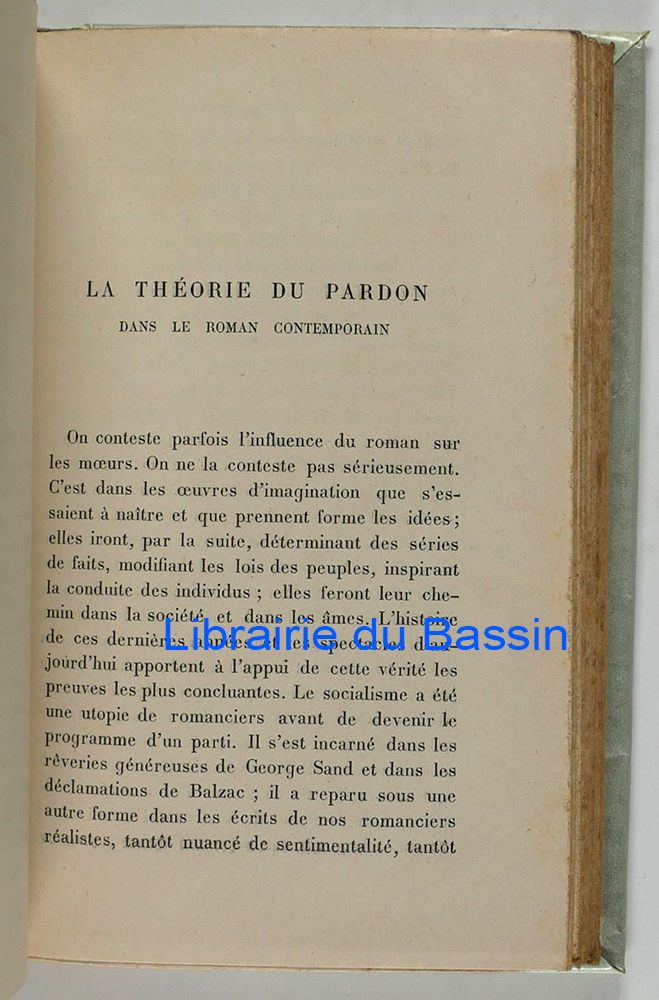 LA THÉORIE DU PARDON
DANS LE ROMAN CONTEMPORAIN
On conteste parfois l'influence du roman sur
les mœurs. On ne la conteste pas sérieusement.
C'est dans les œuvres d'imagination que s'es-
saient à naître et que prennent forme les idées;
elles iront, par la suite, déterminant des séries
de faits, modifiant les lois des peuples, inspirant
la conduite des individus ; elles feront leur che-
min dans la société et dans les âmes. L'histoire
de ces dernières années et les spectacles d'au-
Librairie du Bassin
jourd'hui apportent à l'appui de cette vérité les
preuves les plus concluantes. Le socialisme a été
une utopie de romanciers avant de devenir le
programme d'un parti. Il s'est incarné dans les
rêveries généreuses de George Sand et dans les
déclamations de Balzac ; il a reparu sous une
autre forme dans les écrits de nos romanciers
réalistes, tantôt nuancé de sentimentalité, tantôt